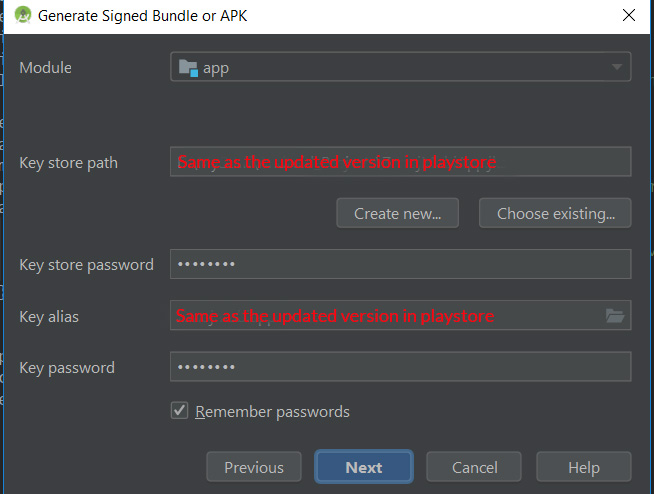 Generate Signed Bundle or APK
Module
app
Key store path
Same as the updated version in playstore
Create new...
Choose existing...
Key store password
••••••••
Key alias
Same as the updated version in playstore
Key password
••••••••
Remember passwords
Previous
Next
Cancel
Help